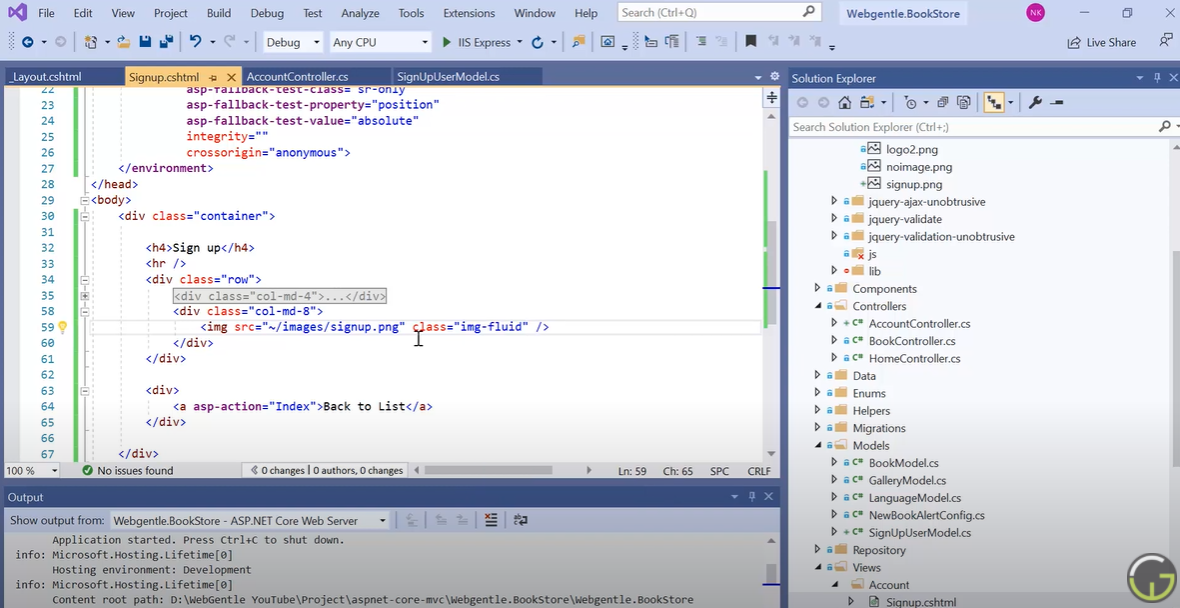 File Edit View Project Build Debug Test Analyze Tools Extensions Window Help Search (Ctrl+Q) Webgentle.BookStore NK
Debug Any CPU IIS Express Live Share
_Layout.cshtml Signup.cshtml AccountController.cs SignUpUserModel.cs
22 asp-fallback-test-class="sr-only"
23 asp-fallback-test-property="position"
24 asp-fallback-test-value="absolute"
25 integrity=""
26 crossorigin="anonymous">
27 </environment>
28 </head>
29 <body>
30 <div class="container">
31
32 <h4>Sign up</h4>
33 <hr />
34 <div class="row">
35 <div class="col-md-4">...</div>
58 <div class="col-md-8">
59 <img src="~/images/signup.png" class="img-fluid" />
60 </div>
61 </div>
62
63 <div>
64 <a asp-action="Index">Back to List</a>
65 </div>
66
67 </div>
100 % No issues found 0 changes | 0 authors, 0 changes Ln: 59 Ch: 65 SPC CRLF
Output
Show output from: Webgentle.BookStore - ASP.NET Core Web Server
Application started. Press Ctrl+C to shut down.
info: Microsoft.Hosting.Lifetime[0]
Hosting environment: Development
info: Microsoft.Hosting.Lifetime[0]
Content root path: D:\WebGentle YouTube\Project\aspnet-core-mvc\Webgentle.BookStore\Webgentle.BookStore
Solution Explorer
Search Solution Explorer (Ctrl+;)
logo2.png
noimage.png
signup.png
jquery-ajax-unobtrusive
jquery-validate
jquery-validation-unobtrusive
js
lib
Components
Controllers
C# AccountController.cs
C# BookController.cs
C# HomeController.cs
Data
Enums
Helpers
Migrations
Models
C# BookModel.cs
C# GalleryModel.cs
C# LanguageModel.cs
C# NewBookAlertConfig.cs
C# SignUpUserModel.cs
Repository
Views
Account
Signup.cshtml